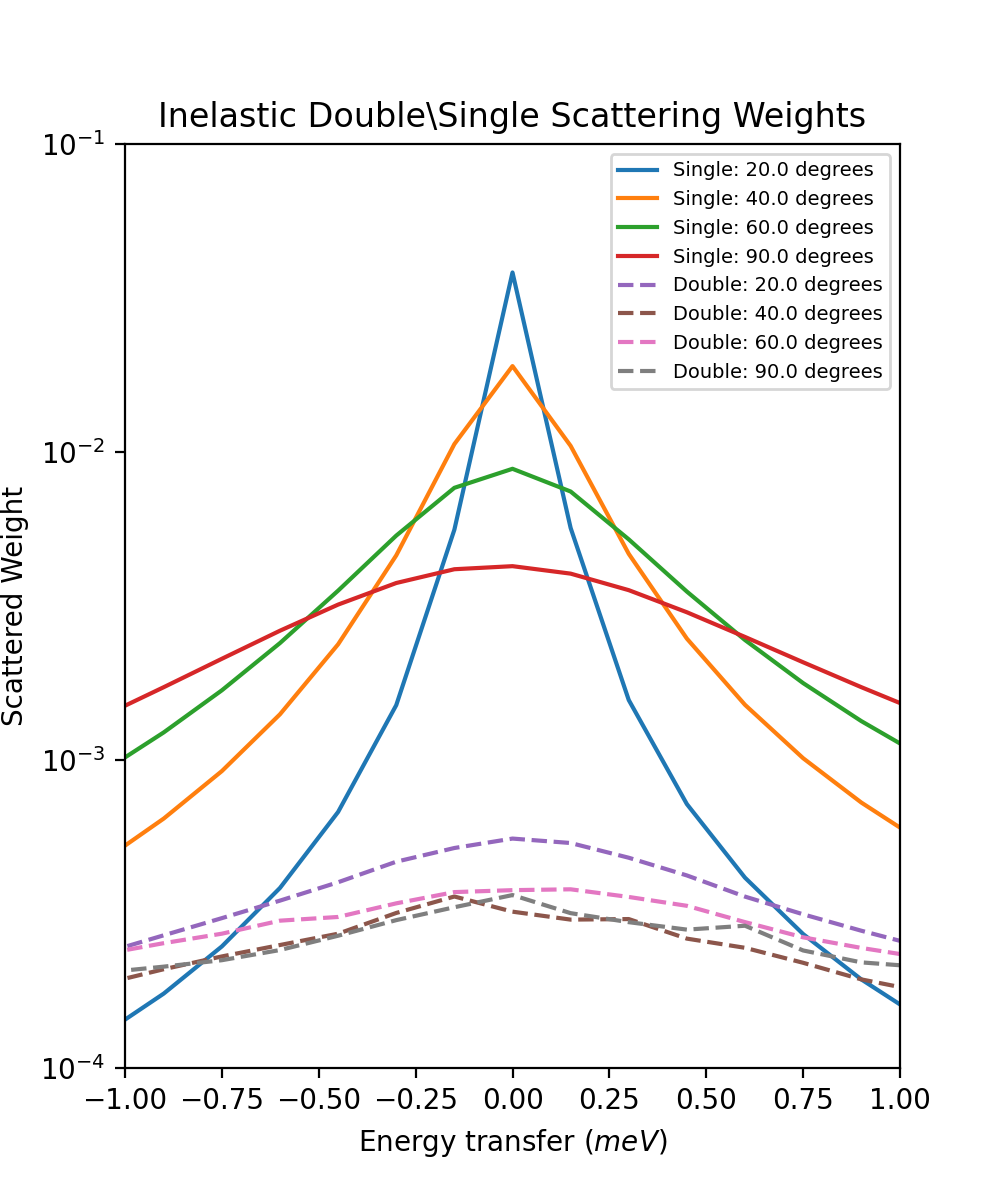 Inelastic Double\Single Scattering Weights
10⁻¹
10⁻²
10⁻³
10⁻⁴
Scattered Weight
Single: 20.0 degrees
Single: 40.0 degrees
Single: 60.0 degrees
Single: 90.0 degrees
Double: 20.0 degrees
Double: 40.0 degrees
Double: 60.0 degrees
Double: 90.0 degrees
−1.00 −0.75 −0.50 −0.25 0.00 0.25 0.50 0.75 1.00
Energy transfer (meV)